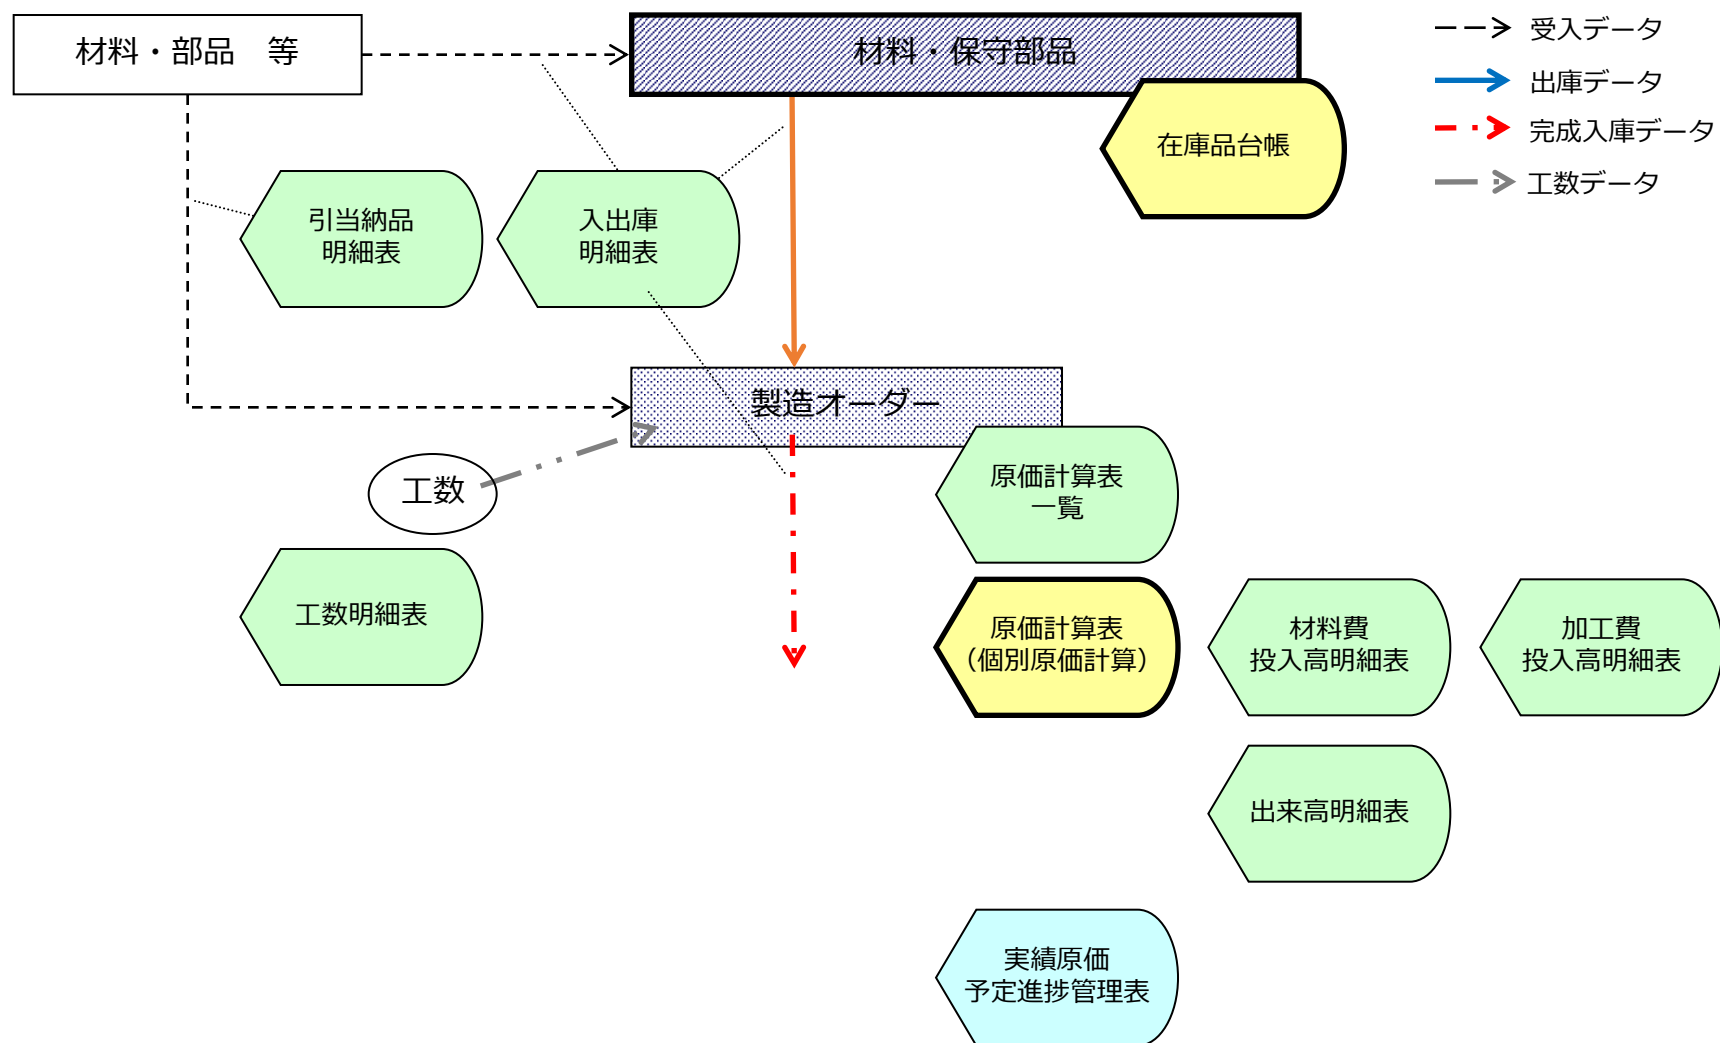 材料・部品　等
材料・保守部品
受入データ
出庫データ
完成入庫データ
工数データ
在庫品台帳
引当納品
明細表
入出庫
明細表
製造オーダー
工数
原価計算表
一覧
工数明細表
原価計算表
（個別原価計算）
材料費
投入高明細表
加工費
投入高明細表
出来高明細表
実績原価
予定進捗管理表